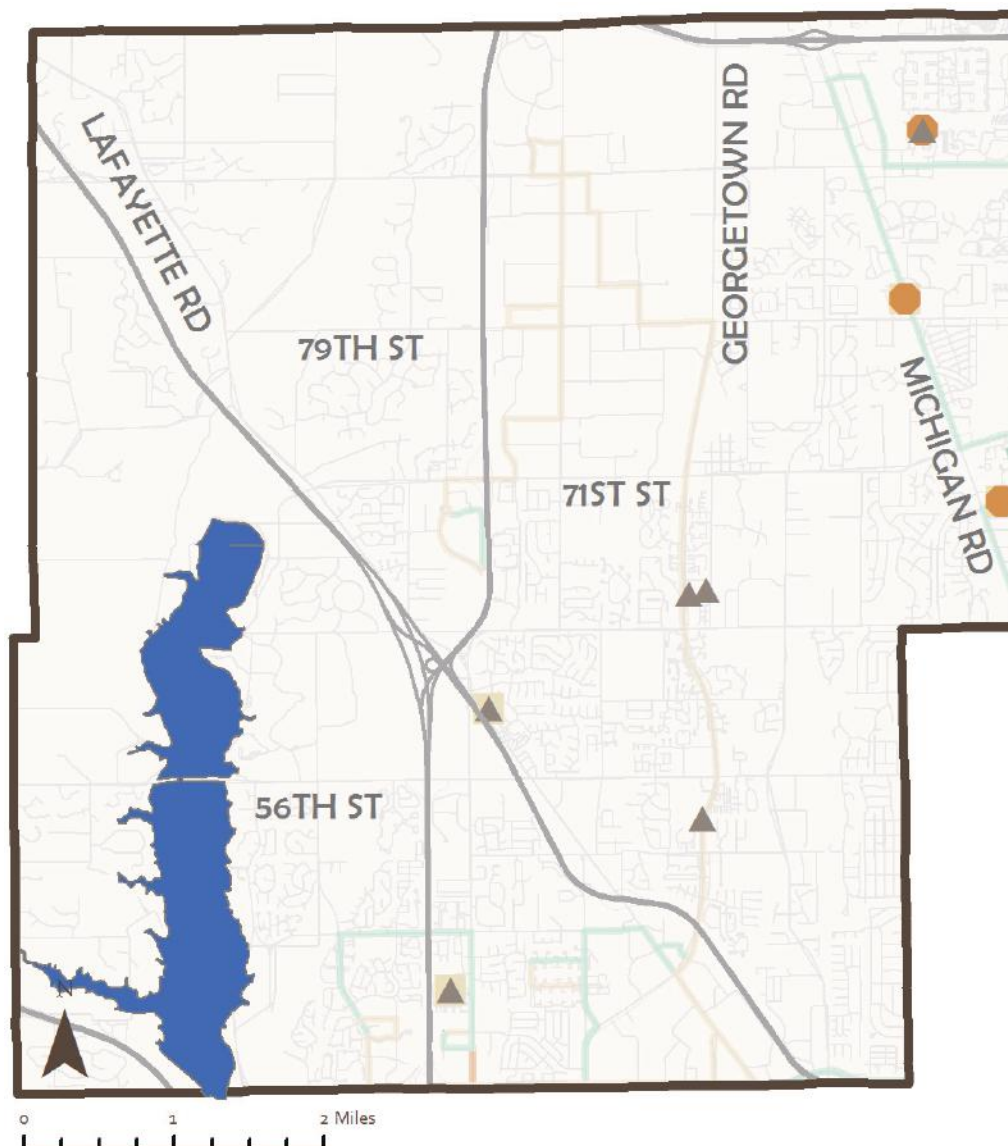 LAFAYETTE RD
GEORGETOWN RD
79TH ST
MICHIGAN RD
71ST ST
56TH ST
N
0 1 2 Miles